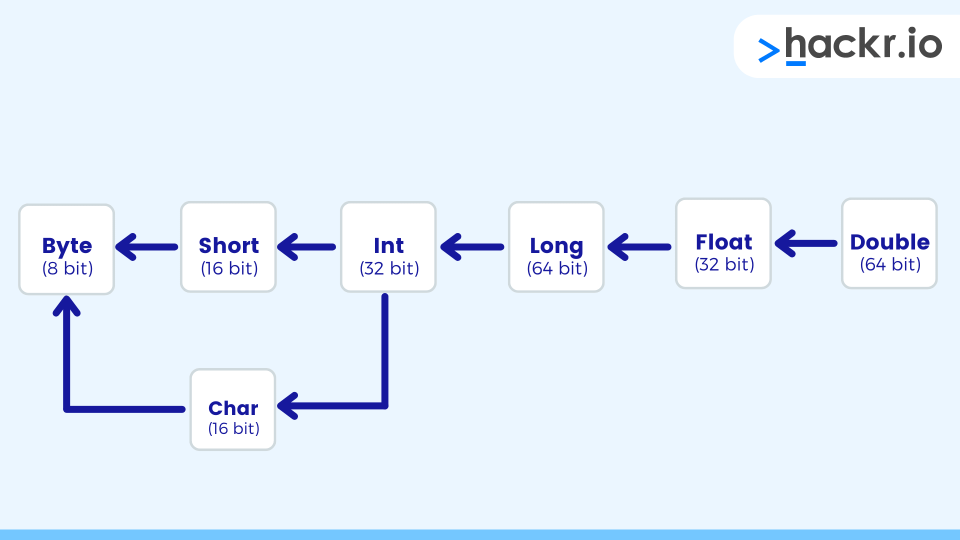 >hackr.io
Byte
(8 bit)
Short
(16 bit)
Int
(32 bit)
Long
(64 bit)
Float
(32 bit)
Double
(64 bit)
Char
(16 bit)